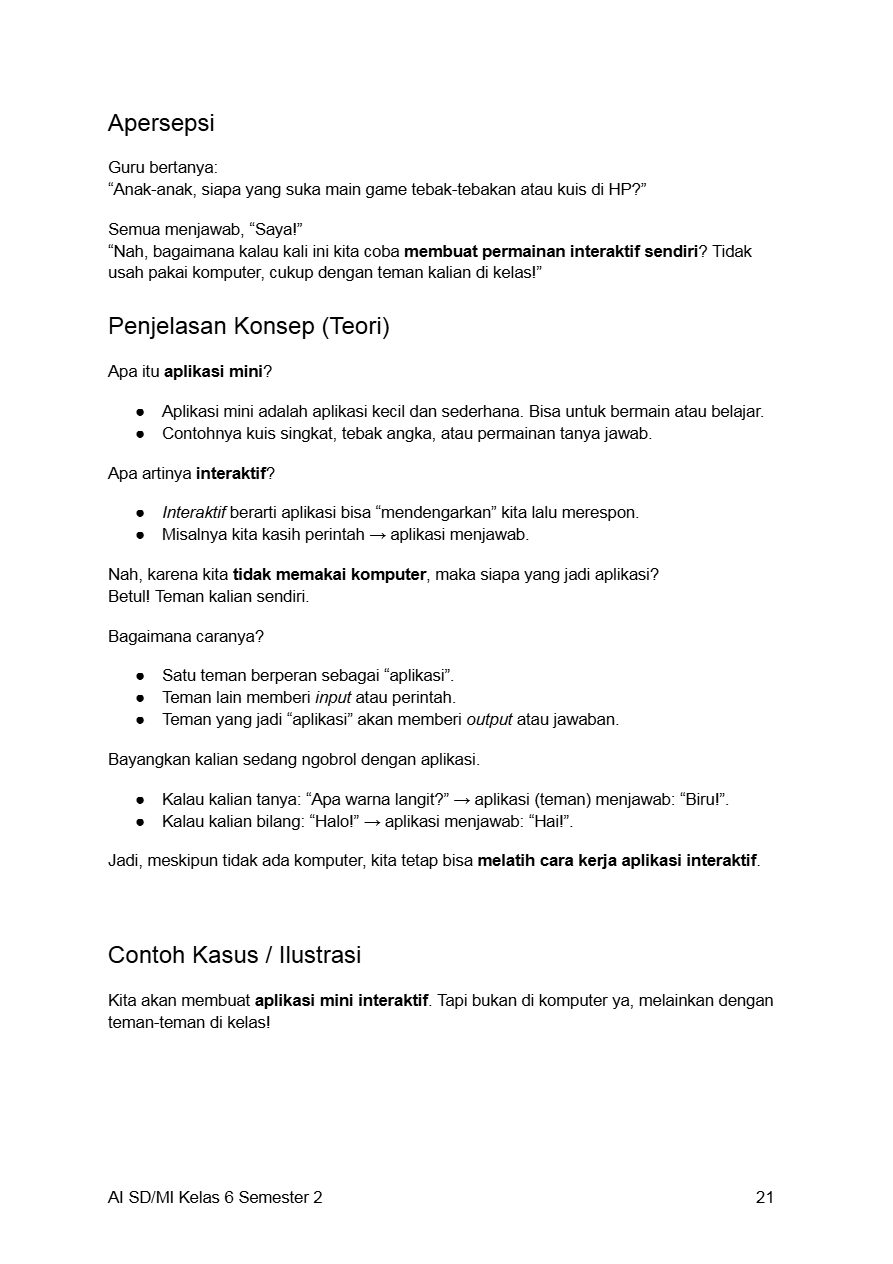 Apersepsi
Guru bertanya:
“Anak-anak, siapa yang suka main game tebak-tebakan atau kuis di HP?”
Semua menjawab, “Saya!”
“Nah, bagaimana kalau kali ini kita coba membuat permainan interaktif sendiri? Tidak
usah pakai komputer, cukup dengan teman kalian di kelas!”
Penjelasan Konsep (Teori)
Apa itu aplikasi mini?
● Aplikasi mini adalah aplikasi kecil dan sederhana. Bisa untuk bermain atau belajar.
● Contohnya kuis singkat, tebak angka, atau permainan tanya jawab.
Apa artinya interaktif?
● Interaktif berarti aplikasi bisa “mendengarkan” kita lalu merespon.
● Misalnya kita kasih perintah → aplikasi menjawab.
Nah, karena kita tidak memakai komputer, maka siapa yang jadi aplikasi?
Betul! Teman kalian sendiri.
Bagaimana caranya?
● Satu teman berperan sebagai “aplikasi”.
● Teman lain memberi input atau perintah.
● Teman yang jadi “aplikasi” akan memberi output atau jawaban.
Bayangkan kalian sedang ngobrol dengan aplikasi.
● Kalau kalian tanya: “Apa warna langit?” → aplikasi (teman) menjawab: “Biru!”.
● Kalau kalian bilang: “Halo!” → aplikasi menjawab: “Hai!”.
Jadi, meskipun tidak ada komputer, kita tetap bisa melatih cara kerja aplikasi interaktif.
Contoh Kasus / Ilustrasi
Kita akan membuat aplikasi mini interaktif. Tapi bukan di komputer ya, melainkan dengan
teman-teman di kelas!
AI SD/MI Kelas 6 Semester 2 21